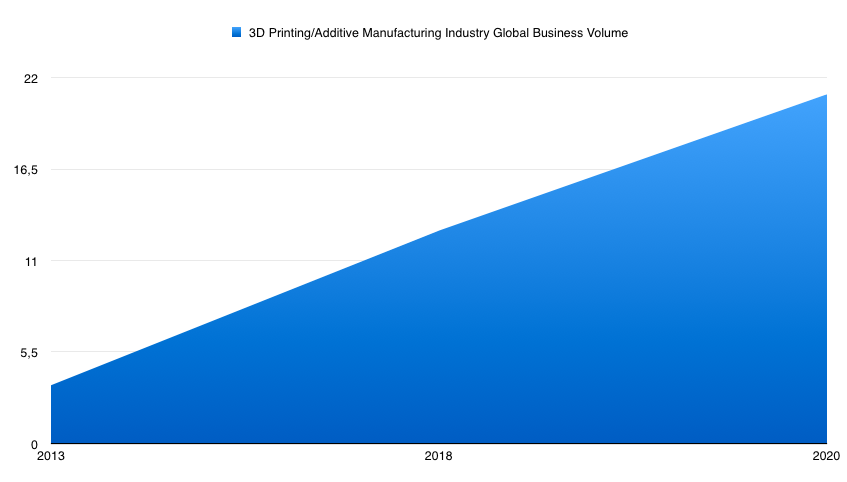 3D Printing/Additive Manufacturing Industry Global Business Volume
22
16,5
11
5,5
0
2013 2018 2020